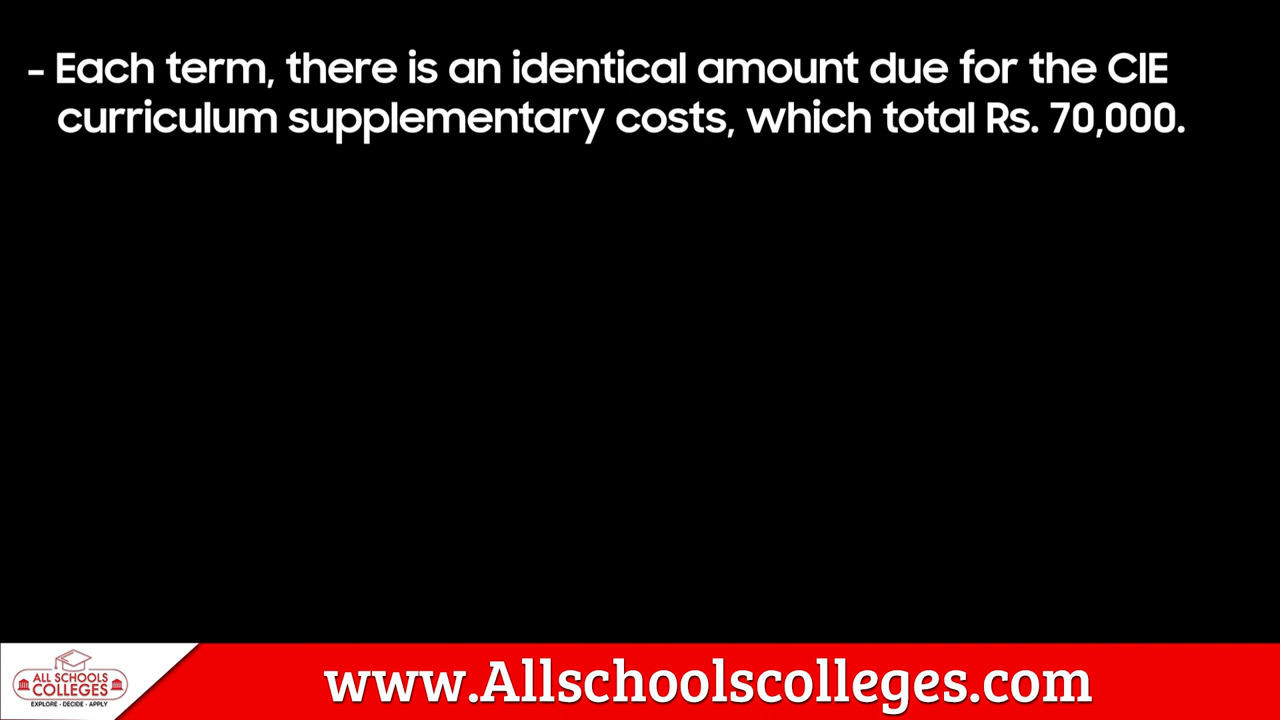 - Each term, there is an identical amount due for the CIE
curriculum supplementary costs, which total Rs. 70,000.
ALL SCHOOLS
COLLEGES
EXPLORE - DECIDE - APPLY
www.Allschoolscolleges.com